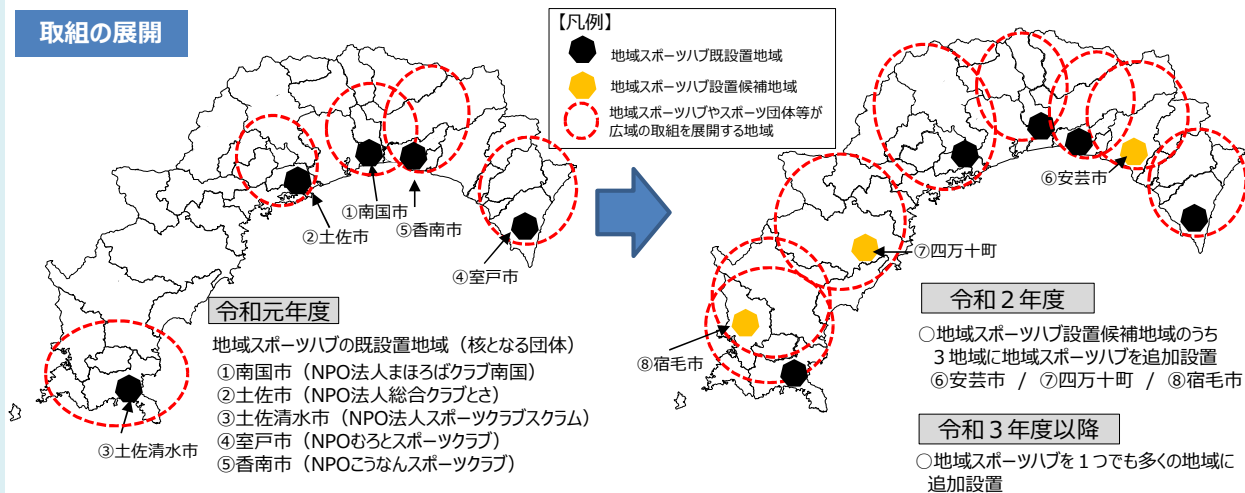 取組の展開
【凡例】
地域スポーツハブ既設置地域
地域スポーツハブ設置候補地域
地域スポーツハブやスポーツ団体等が
広域の取組を展開する地域
①南国市
②土佐市
⑤香南市
④室戸市
③土佐清水市
令和元年度
地域スポーツハブの既設置地域（核となる団体）
①南国市（NPO法人まほろばクラブ南国）
②土佐市（NPO法人総合クラブとさ）
③土佐清水市（NPO法人スポーツクラブスクラム）
④室戸市（NPOむろとスポーツクラブ）
⑤香南市（NPOこうなんスポーツクラブ）
⑥安芸市
⑦四万十町
⑧宿毛市
令和２年度
○地域スポーツハブ設置候補地域のうち
３地域に地域スポーツハブを追加設置
⑥安芸市 / ⑦四万十町 / ⑧宿毛市
令和３年度以降
○地域スポーツハブを１つでも多くの地域に
追加設置